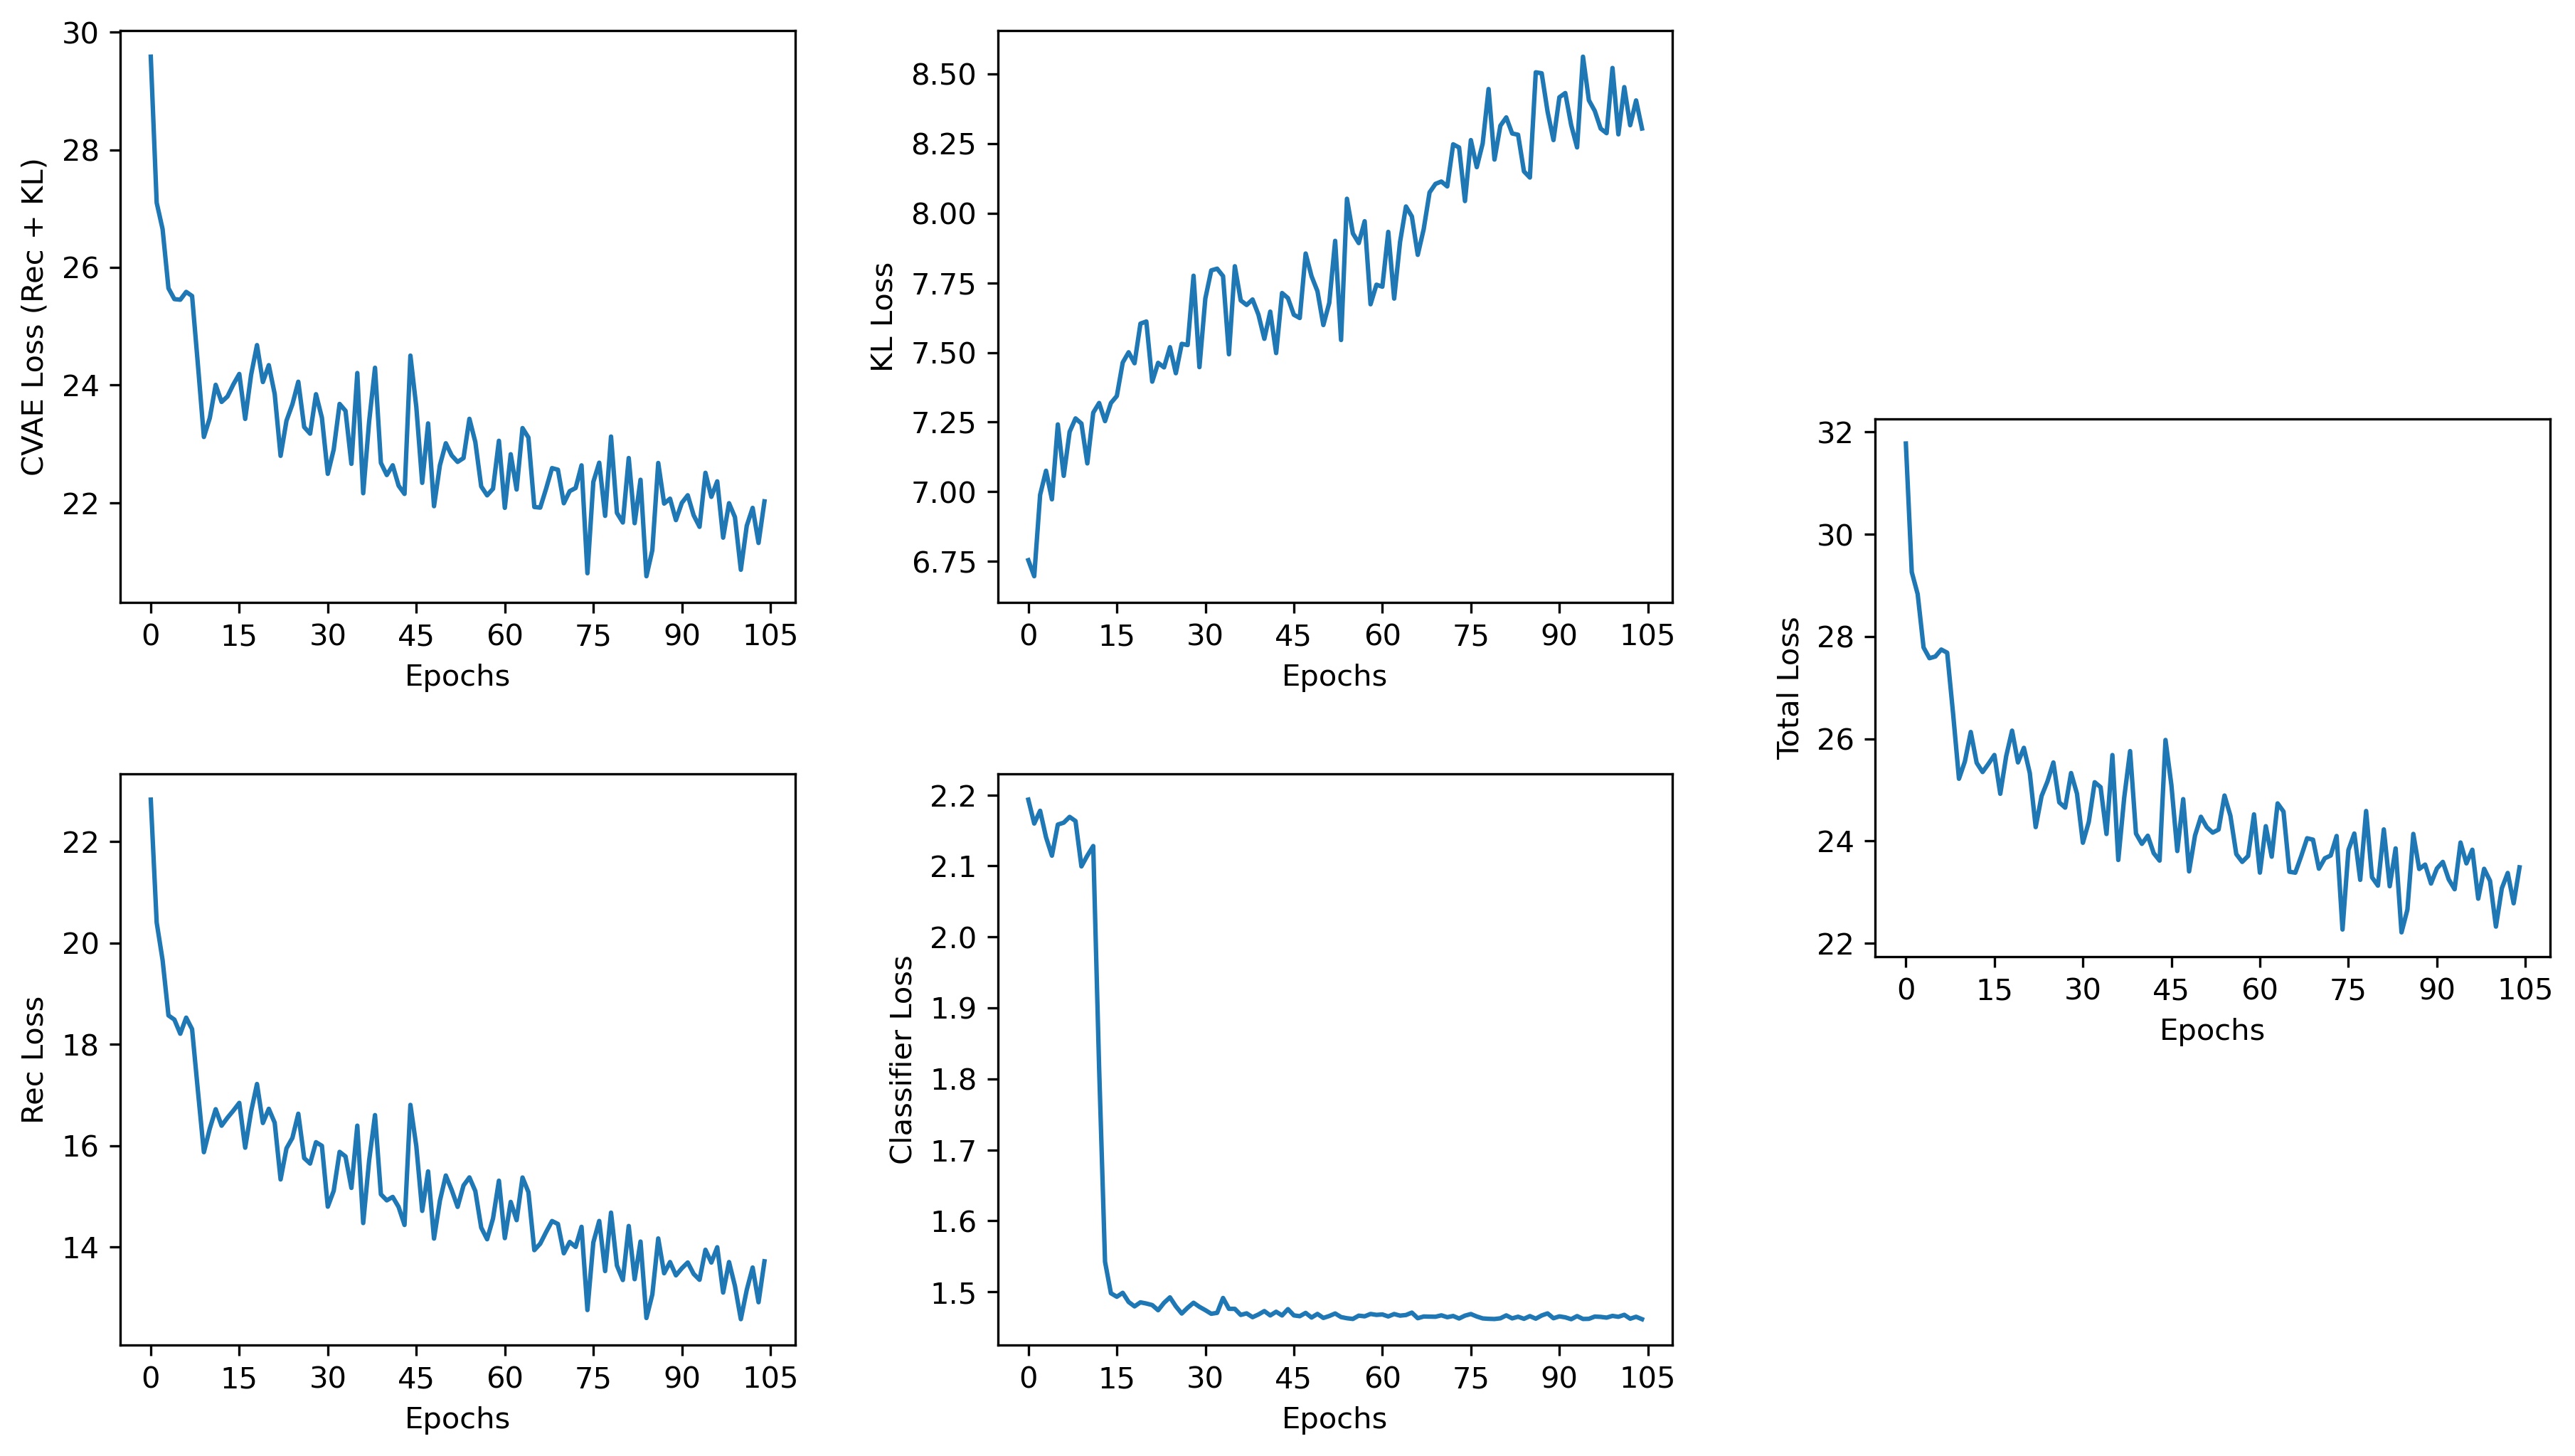 CVAE Loss (Rec + KL)
30
28
26
24
22
0 15 30 45 60 75 90 105
Epochs
KL Loss
8.50
8.25
8.00
7.75
7.50
7.25
7.00
6.75
0 15 30 45 60 75 90 105
Epochs
Rec Loss
22
20
18
16
14
0 15 30 45 60 75 90 105
Epochs
Classifier Loss
2.2
2.1
2.0
1.9
1.8
1.7
1.6
1.5
0 15 30 45 60 75 90 105
Epochs
Total Loss
32
30
28
26
24
22
0 15 30 45 60 75 90 105
Epochs